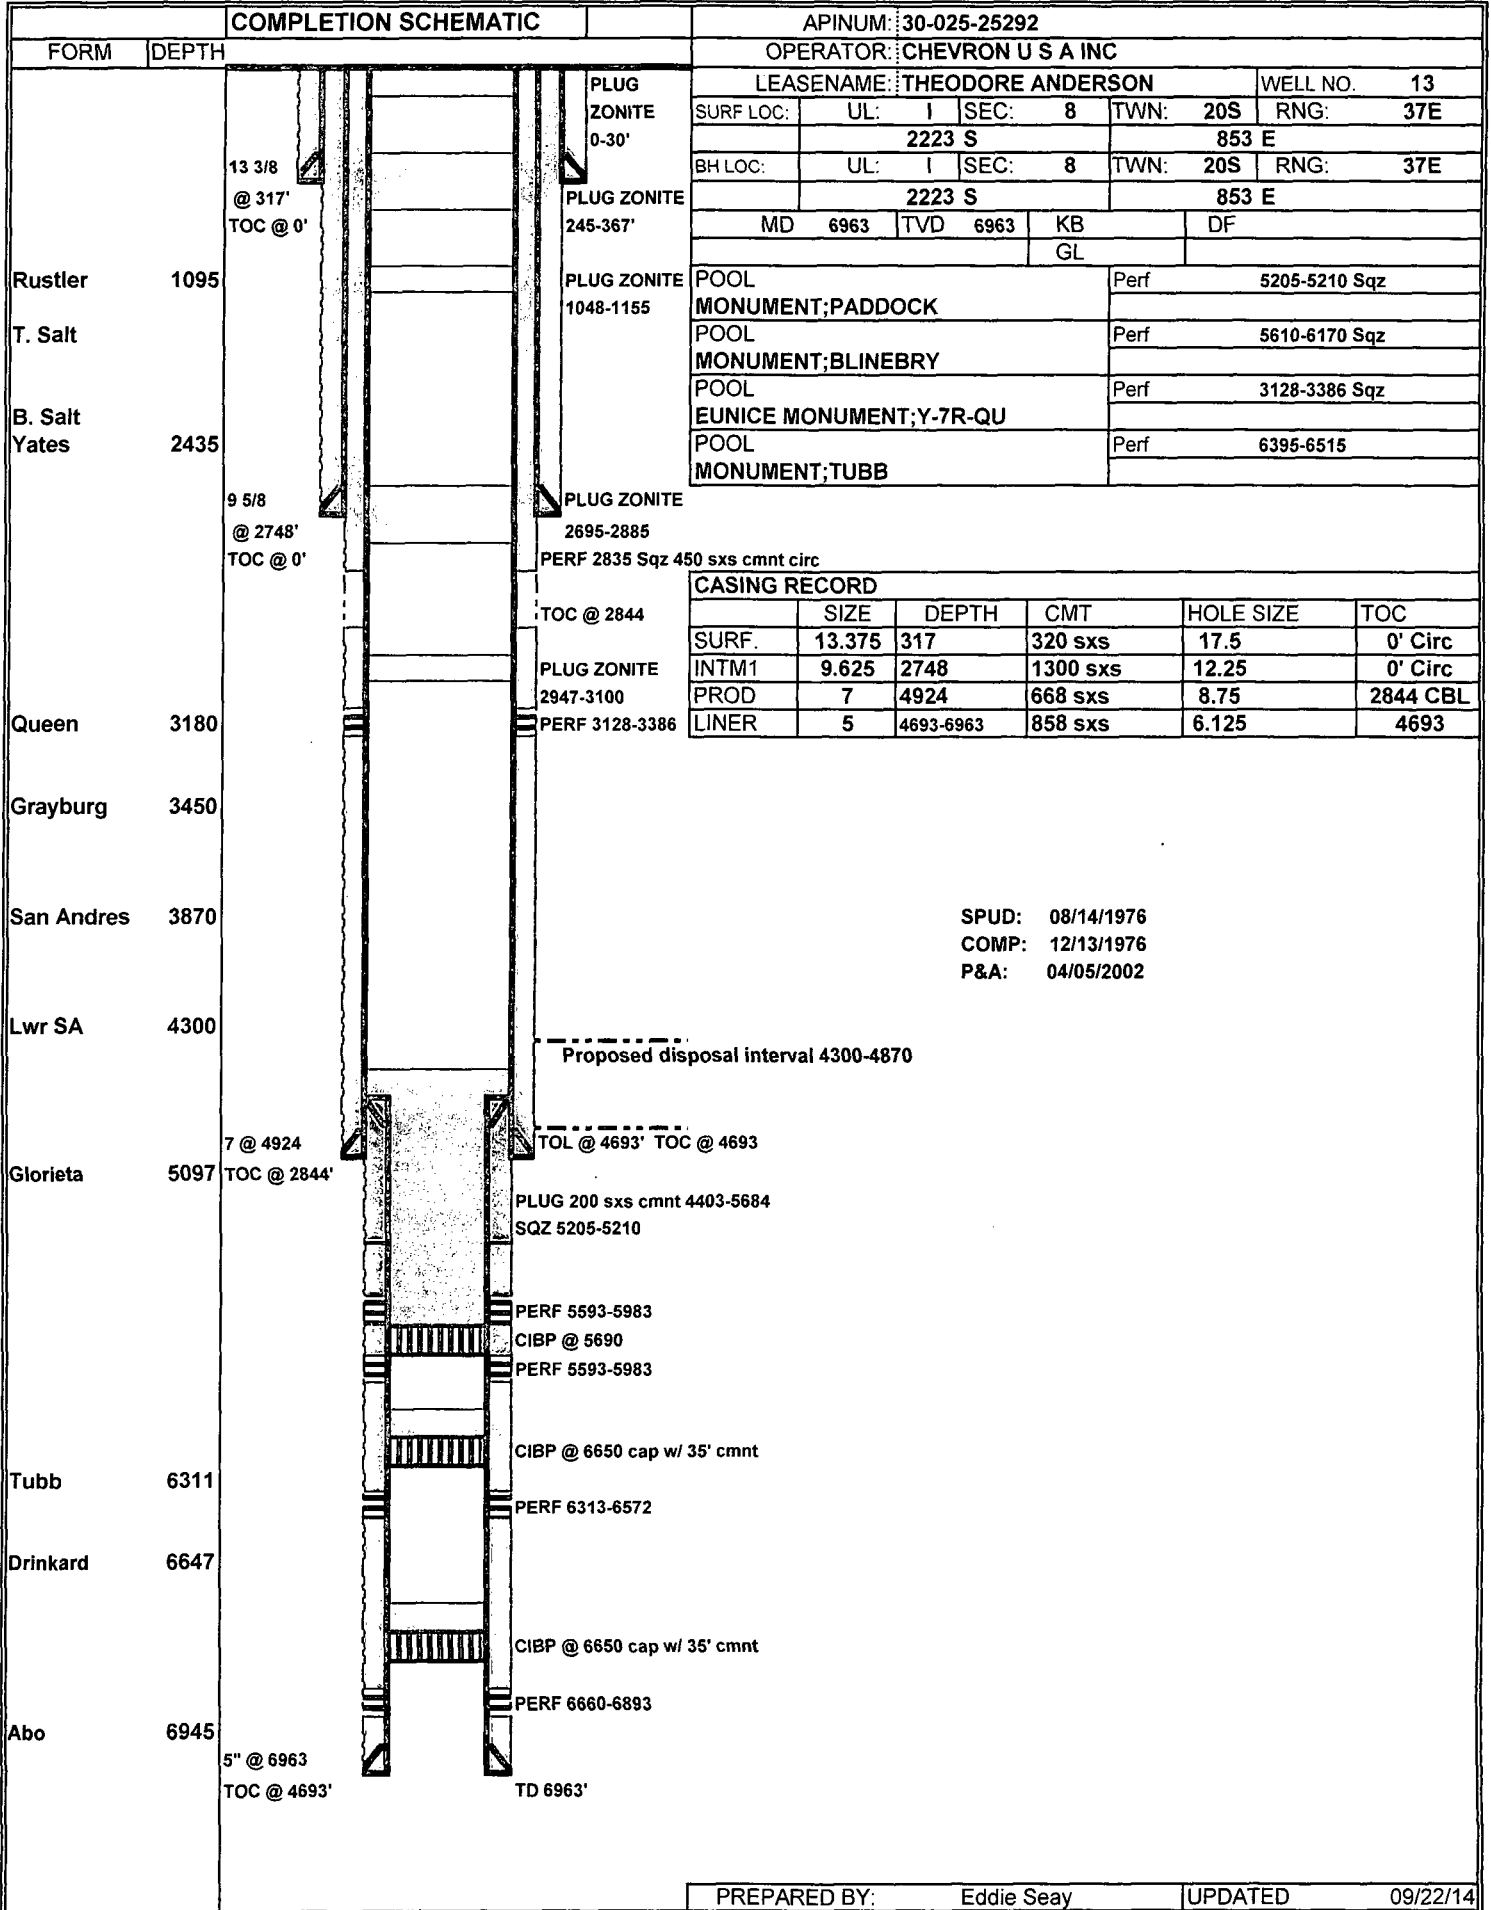 COMPLETION SCHEMATIC
APINUM: 30-025-25292
FORM DEPTH
OPERATOR: CHEVRON U S A INC
LEASENAME: THEODORE ANDERSON WELL NO. 13
SURF LOC: UL: I SEC: 8 TWN: 20S RNG: 37E
2223 S 853 E
BH LOC: UL: I SEC: 8 TWN: 20S RNG: 37E
2223 S 853 E
MD 6963 TVD 6963 KB DF
GL
POOL Perf 5205-5210 Sqz
MONUMENT;PADDOCK
POOL Perf 5610-6170 Sqz
MONUMENT;BLINEBRY
POOL Perf 3128-3386 Sqz
EUNICE MONUMENT;Y-7R-QU
POOL Perf 6395-6515
MONUMENT;TUBB
PLUG
ZONITE
0-30'
13 3/8
@ 317'
TOC @ 0'
PLUG ZONITE
245-367'
Rustler 1095
PLUG ZONITE
1048-1155
T. Salt
B. Salt
Yates 2435
9 5/8
@ 2748'
TOC @ 0'
PLUG ZONITE
2695-2885
PERF 2835 Sqz 450 sxs cmnt circ
TOC @ 2844
CASING RECORD
SIZE DEPTH CMT HOLE SIZE TOC
SURF. 13.375 317 320 sxs 17.5 0' Circ
INTM1 9.625 2748 1300 sxs 12.25 0' Circ
PROD 7 4924 668 sxs 8.75 2844 CBL
LINER 5 4693-6963 858 sxs 6.125 4693
PLUG ZONITE
2947-3100
Queen 3180
PERF 3128-3386
Grayburg 3450
San Andres 3870
SPUD: 08/14/1976
COMP: 12/13/1976
P&A: 04/05/2002
Lwr SA 4300
Proposed disposal interval 4300-4870
7 @ 4924
TOC @ 2844'
TOL @ 4693' TOC @ 4693
Glorieta 5097
PLUG 200 sxs cmnt 4403-5684
SQZ 5205-5210
PERF 5593-5983
CIBP @ 5690
PERF 5593-5983
CIBP @ 6650 cap w/ 35' cmnt
Tubb 6311
PERF 6313-6572
Drinkard 6647
CIBP @ 6650 cap w/ 35' cmnt
PERF 6660-6893
Abo 6945
5" @ 6963
TOC @ 4693'
TD 6963'
PREPARED BY: Eddie Seay UPDATED 09/22/14